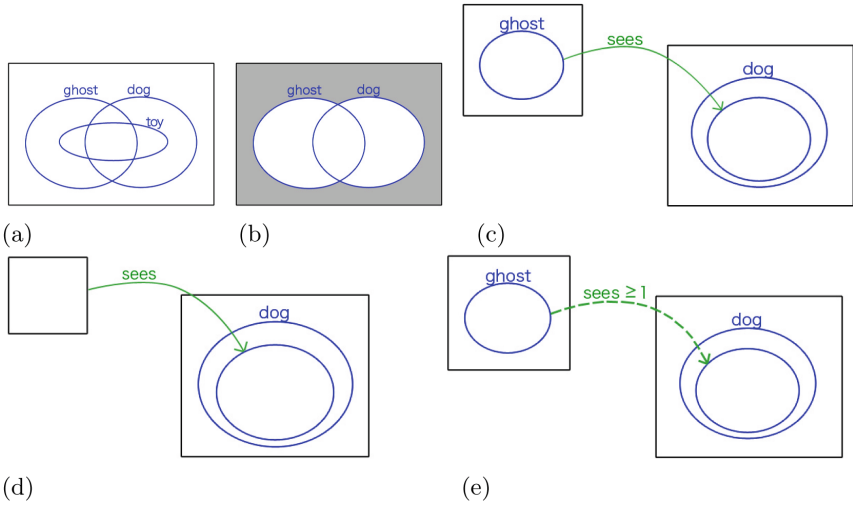 ghost dog
toy
(a)
ghost dog
(b)
ghost
sees
dog
(c)
sees
dog
(d)
ghost
sees ≥1
dog
(e)